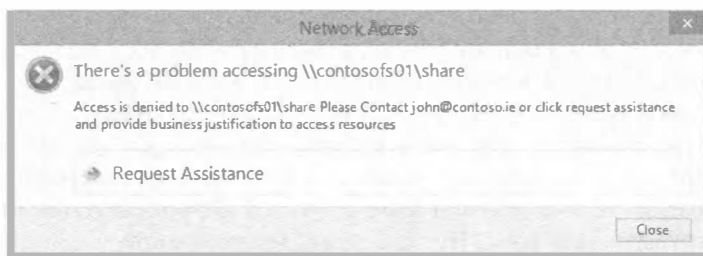 Network Access
There's a problem accessing \\contosofs01\share
Access is denied to \\contosofs01\share Please Contact john@contoso.ie or click request assistance
and provide business justification to access resources
Request Assistance
Close